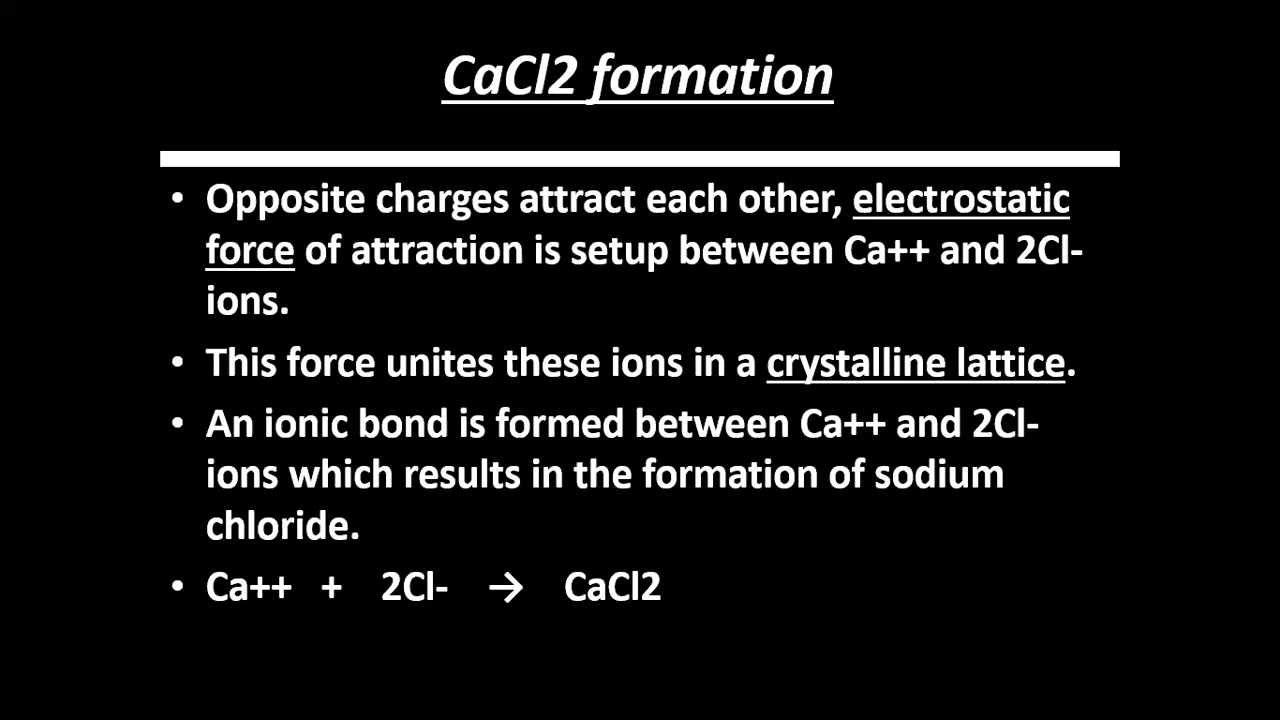 CaCl2 formation
• Opposite charges attract each other, electrostatic
force of attraction is setup between Ca++ and 2Cl-
ions.
• This force unites these ions in a crystalline lattice.
• An ionic bond is formed between Ca++ and 2Cl-
ions which results in the formation of sodium
chloride.
• Ca++ + 2Cl- → CaCl2